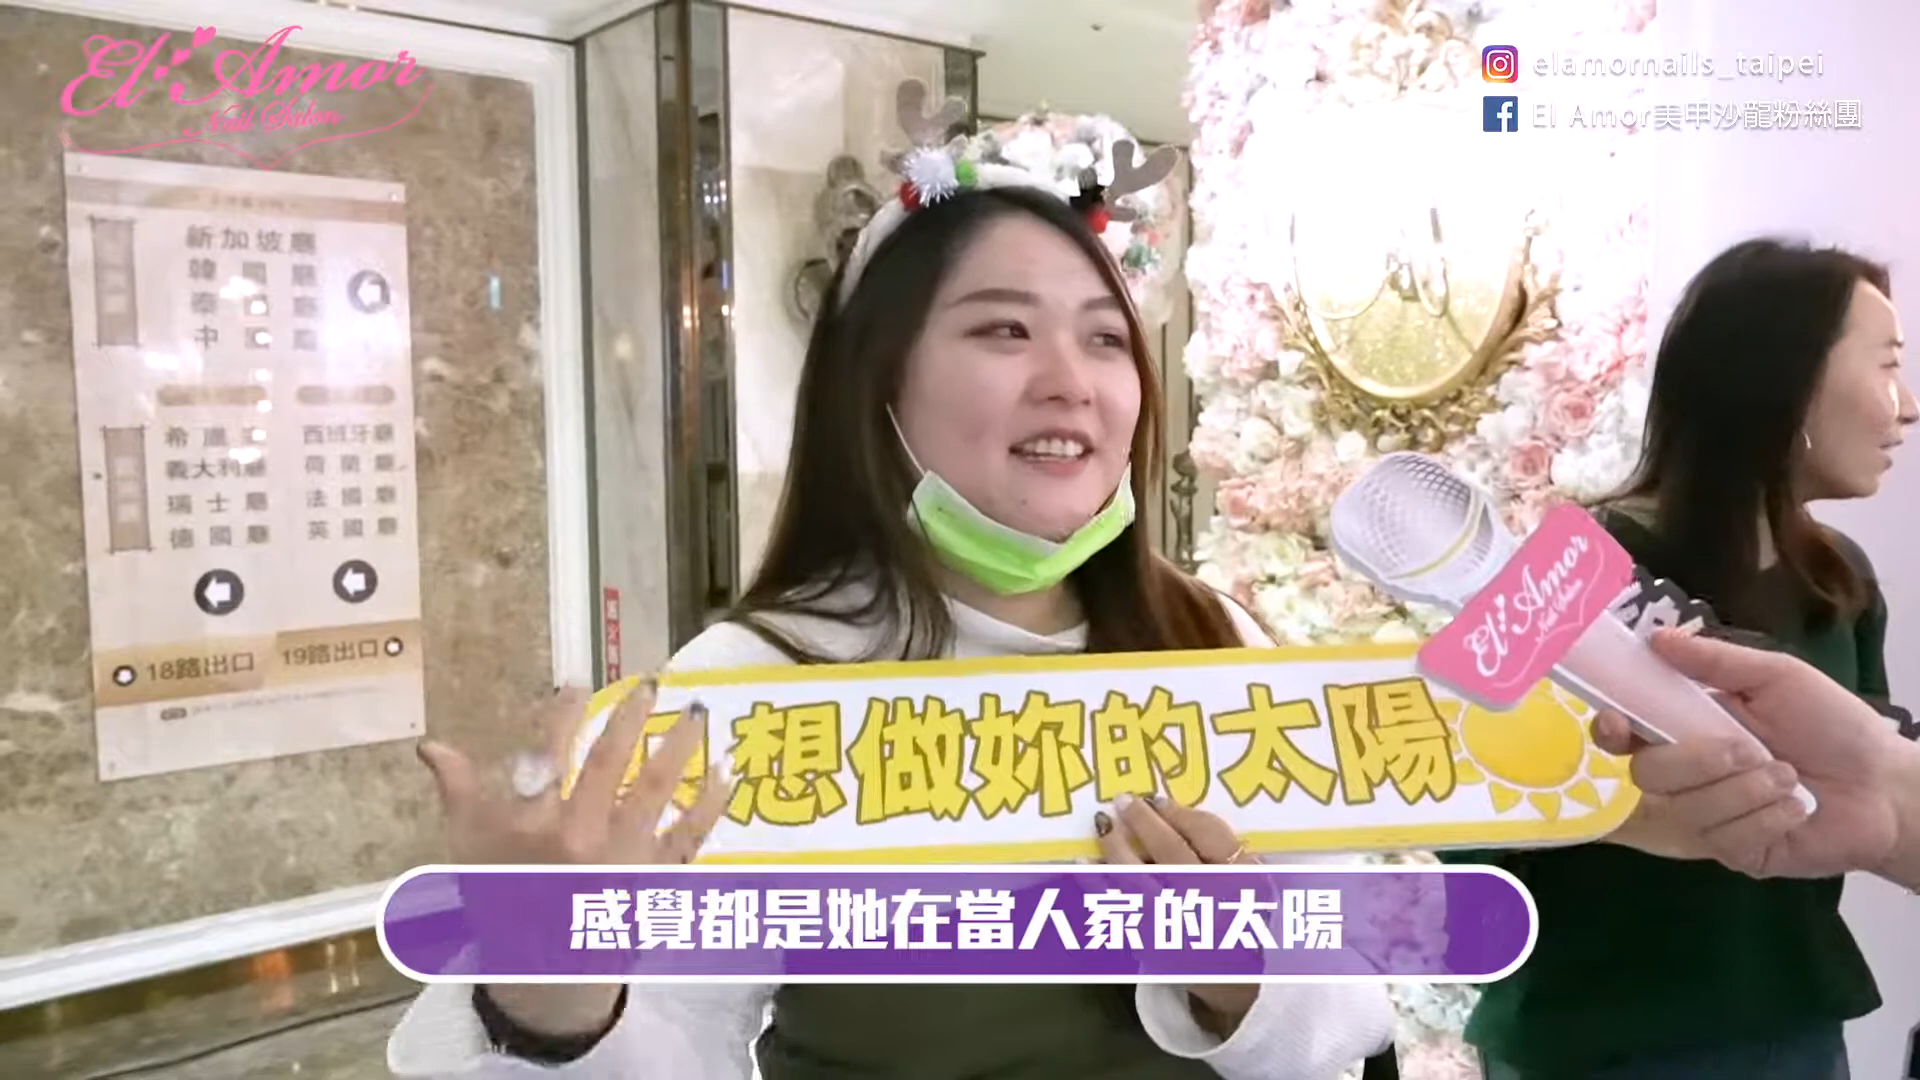 El Amor
Nail Salon
elamornails_taipei
El Amor美甲沙龍粉絲團
新加坡廳
韓國廳
泰國廳
中國廳
希臘廳
義大利廳
瑞士廳
德國廳
西班牙廳
荷蘭廳
法國廳
英國廳
18路出口
19路出口
El Amor
Nail Salon
想做妳的太陽
感覺都是她在當人家的太陽